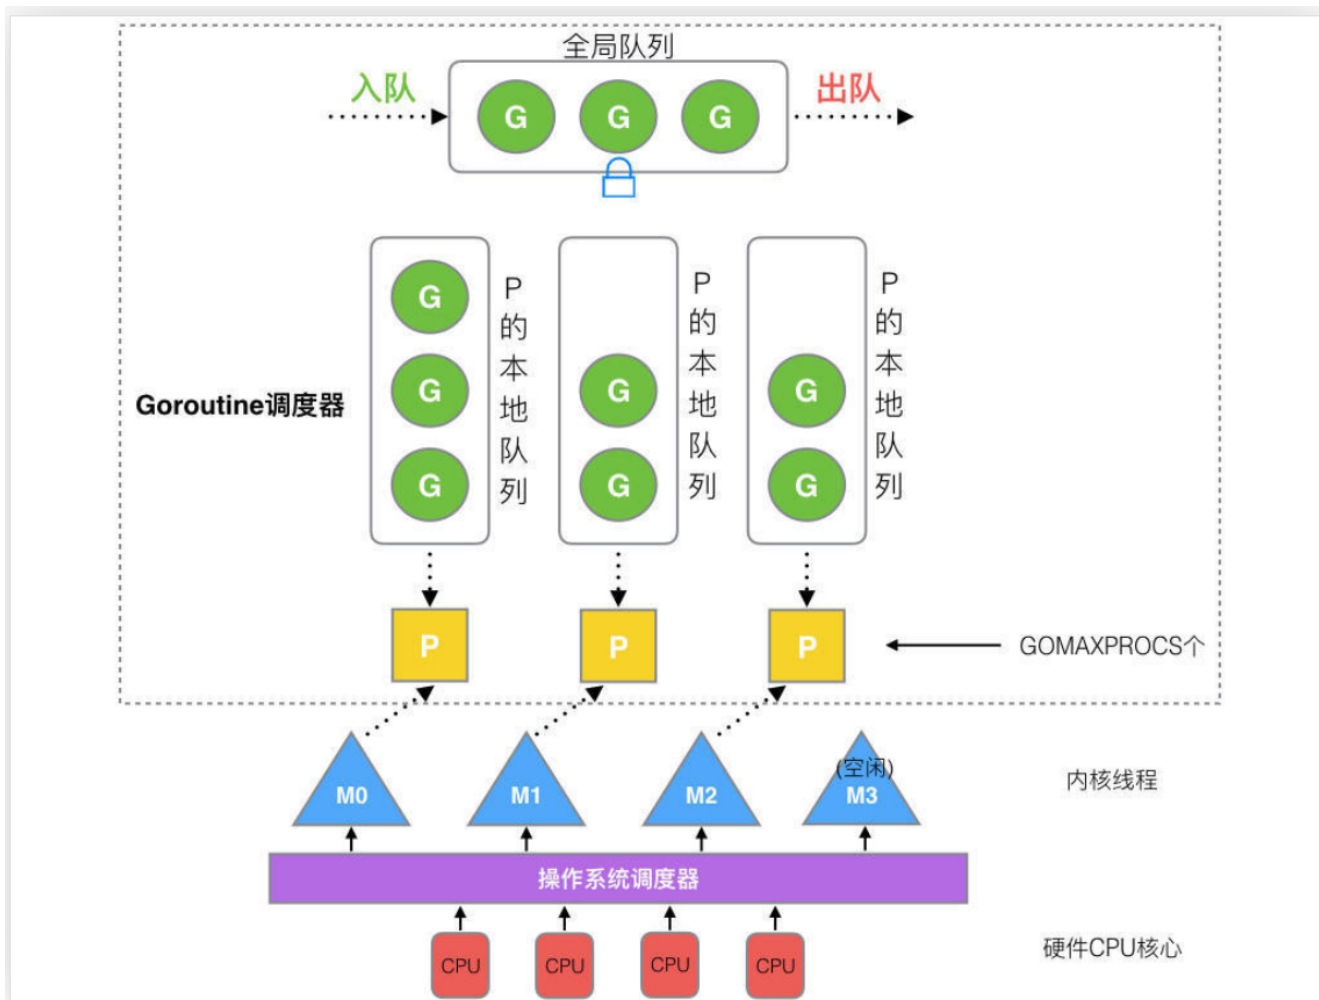 全局队列
入队
出队
G G G
G
G
G
P的本地队列
G
G
P的本地队列
G
G
P的本地队列
Goroutine调度器
P P P
GOMAXPROCS个
(空闲)
M0 M1 M2 M3
内核线程
操作系统调度器
CPU CPU CPU CPU
硬件CPU核心